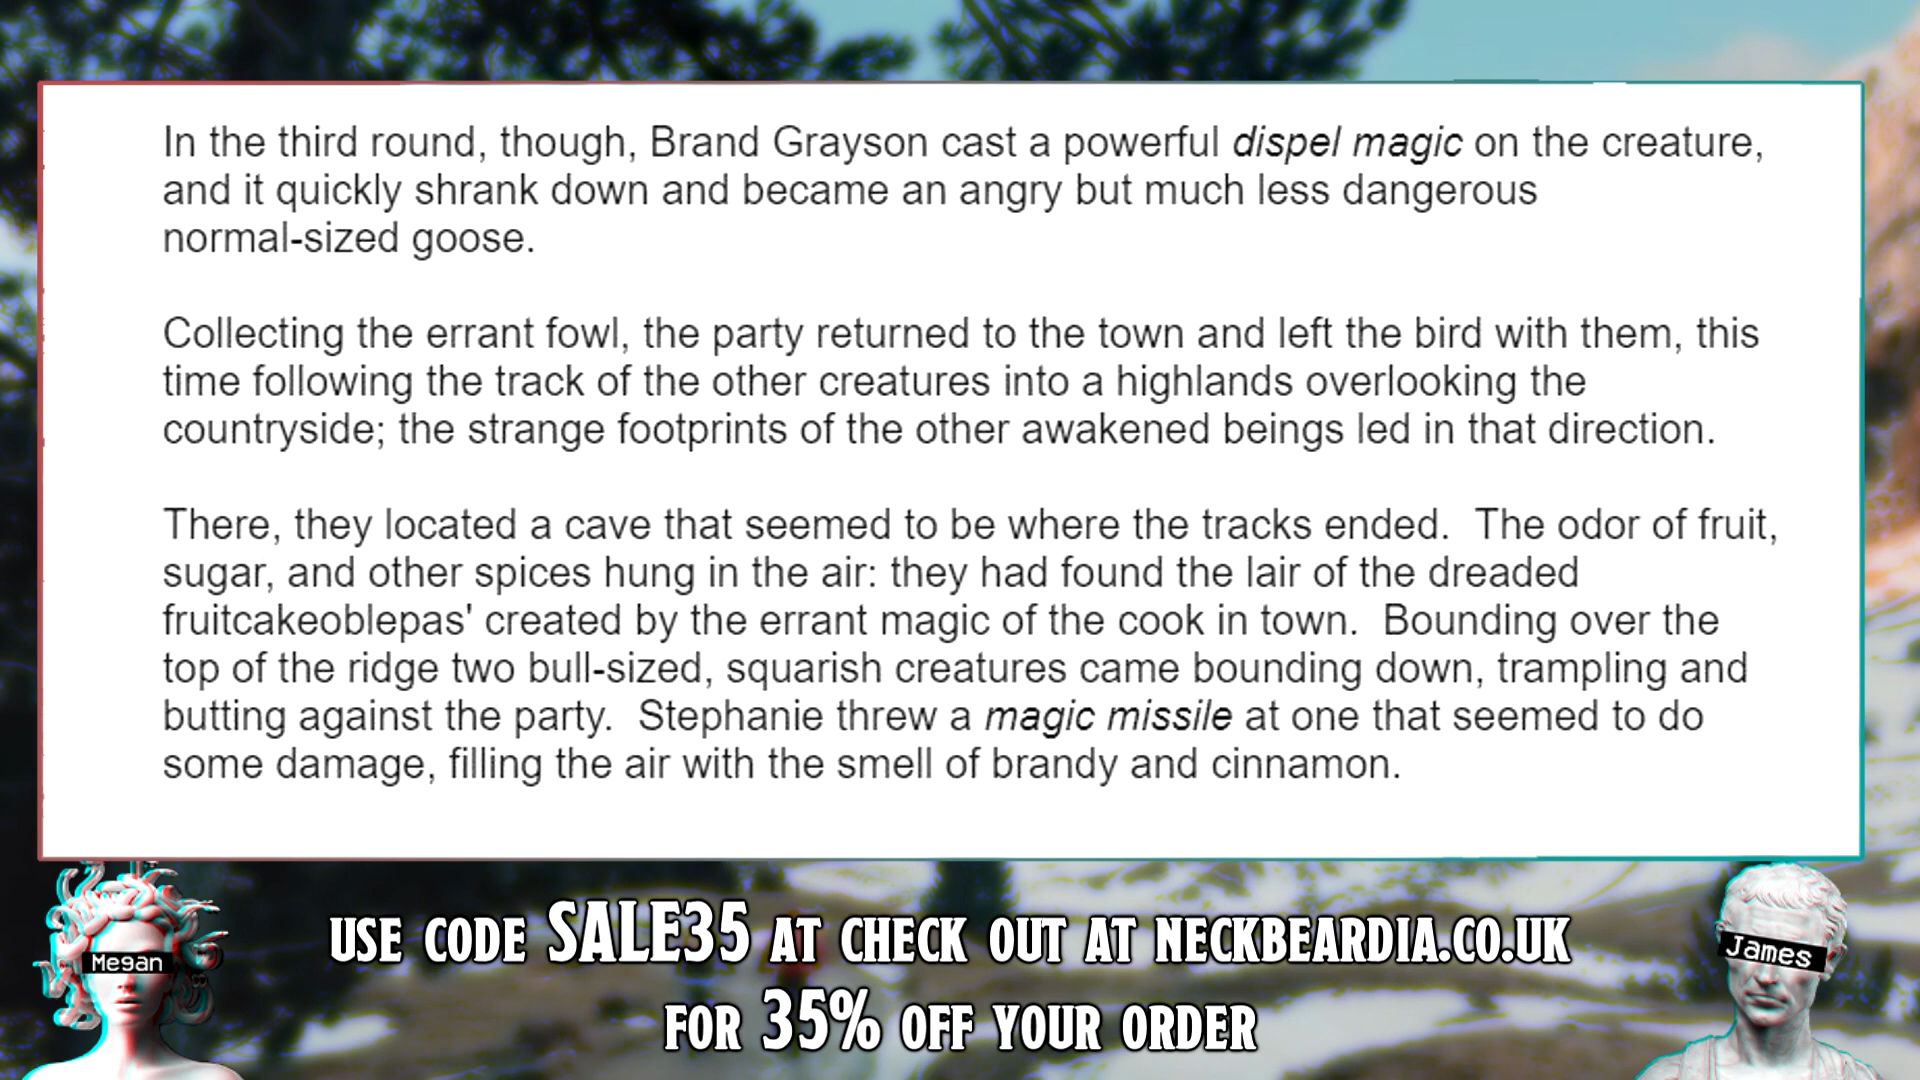 In the third round, though, Brand Grayson cast a powerful dispel magic on the creature,
and it quickly shrank down and became an angry but much less dangerous
normal-sized goose.
Collecting the errant fowl, the party returned to the town and left the bird with them, this
time following the track of the other creatures into a highlands overlooking the
countryside; the strange footprints of the other awakened beings led in that direction.
There, they located a cave that seemed to be where the tracks ended.  The odor of fruit,
sugar, and other spices hung in the air: they had found the lair of the dreaded
fruitcakeoblepas' created by the errant magic of the cook in town.  Bounding over the
top of the ridge two bull-sized, squarish creatures came bounding down, trampling and
butting against the party.  Stephanie threw a magic missile at one that seemed to do
some damage, filling the air with the smell of brandy and cinnamon.
USE CODE SALE35 AT CHECK OUT AT NECKBEARDIA.CO.UK
FOR 35% OFF YOUR ORDER
Megan
James